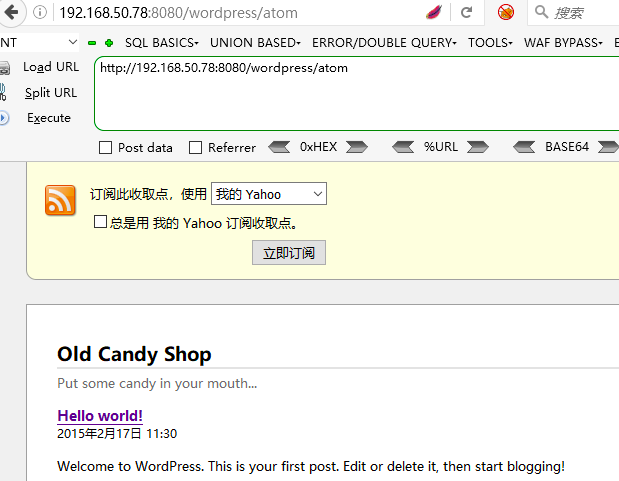 192.168.50.78:8080/wordpress/atom
搜索
NT SQL BASICS UNION BASED ERROR/DOUBLE QUERY TOOLS WAF BYPASS
Load URL
http://192.168.50.78:8080/wordpress/atom
Split URL
Execute
Post data Referrer 0xHEX %URL BASE64
订阅此收取点，使用 我的 Yahoo
总是用 我的 Yahoo 订阅收取点。
立即订阅
Old Candy Shop
Put some candy in your mouth...
Hello world!
2015年2月17日 11:30
Welcome to WordPress. This is your first post. Edit or delete it, then start blogging!